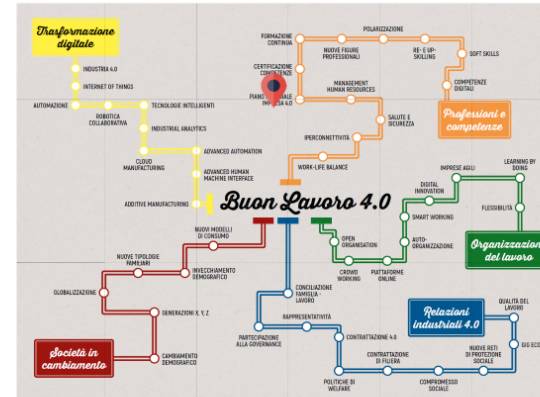 Trasformazione
digitale
INDUSTRIA 4.0
INTERNET OF THINGS
AUTOMAZIONE
ROBOTICA
COLLABORATIVA
TECNOLOGIE INTELLIGENTI
INDUSTRIAL ANALYTICS
CLOUD
MANUFACTURING
ADVANCED AUTOMATION
ADVANCED HUMAN
MACHINE INTERFACE
ADDITIVE MANUFACTURING
FORMAZIONE
CONTINUA
POLARIZZAZIONE
NUOVE FIGURE
PROFESSIONALI
RE- E UP-
SKILLING
SOFT SKILLS
COMPETENZE
DIGITALI
Professioni e
competenze
CERTIFICAZIONE
COMPETENZE
PIANO
4.0
MANAGEMENT
HUMAN RESOURCES
SALUTE E
SICUREZZA
IPERCONNETTIVITÀ
WORK-LIFE BALANCE
Buon Lavoro 4.0
IMPRESE AGILI
LEARNING BY
DOING
DIGITAL
INNOVATION
FLESSIBILITÀ
SMART WORKING
AUTO-
ORGANIZZAZIONE
OPEN
ORGANISATION
CROWD
WORKING
PIATTAFORME
ONLINE
Organizzazion
del lavoro
NUOVI MODELLI
DI CONSUMO
NUOVE TIPOLOGIE
FAMILIARI
INVECCHIAMENTO
DEMOGRAFICO
GLOBALIZZAZIONE
GENERAZIONI X, Y, Z
CAMBIAMENTO
DEMOGRAFICO
Società in
cambiamento
CONCILIAZIONE
FAMIGLIA -
LAVORO
RAPPRESENTATIVITÀ
PARTECIPAZIONE
ALLA GOVERNANCE
CONTRATTAZIONE 4.0
POLITICHE DI
WELFARE
CONTRATTAZIONE
DI FILIERA
COMPROMESSO
SOCIALE
NUOVE RETI
DI PROTEZIONE
SOCIALE
GIG ECO
QUALITÀ DEL
LAVORO
Relazioni
industriali 4.0